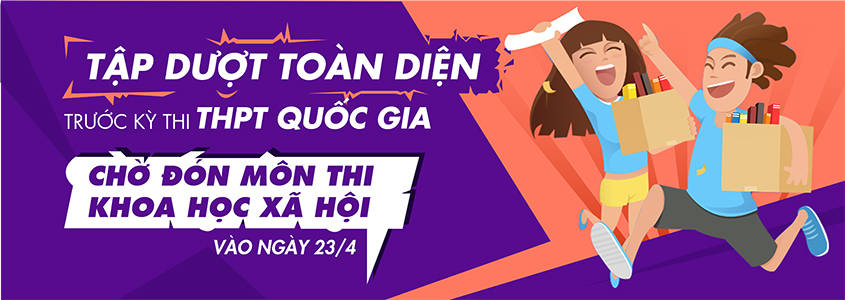 TẬP DƯỢT TOÀN DIỆN
TRƯỚC KỲ THI THPT QUỐC GIA
CHỜ ĐÓN MÔN THI
KHOA HỌC XÃ HỘI
VÀO NGÀY 23/4